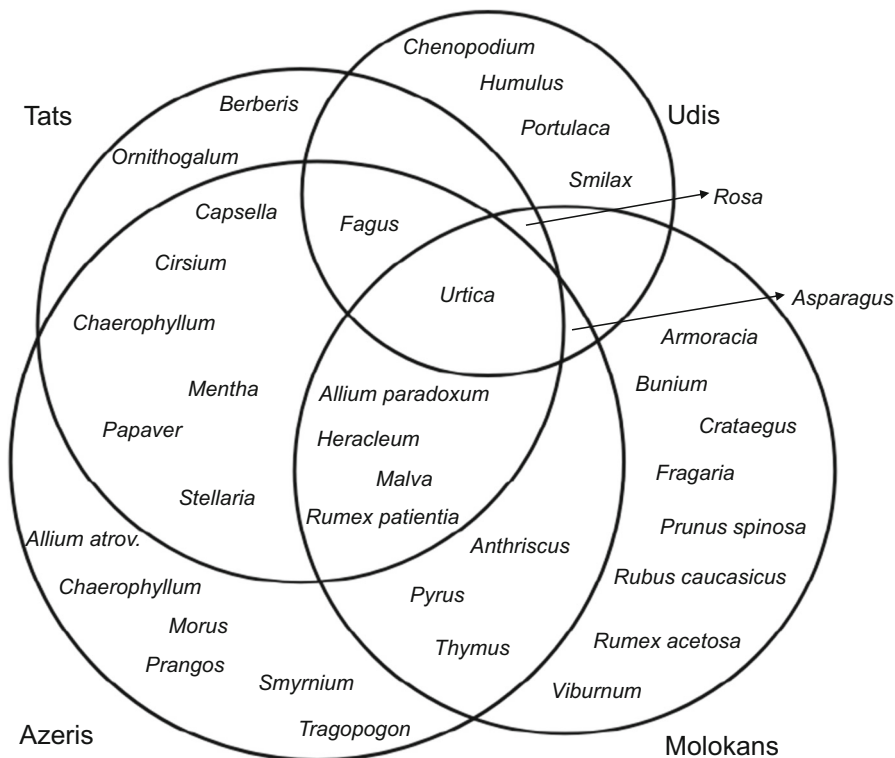 Chenopodium
Humulus
Berberis
Tats
Udis
Portulaca
Ornithogalum
Smilax
Rosa
Capsella
Fagus
Cirsium
Urtica
Asparagus
Chaerophyllum
Armoracia
Mentha
Allium paradoxum
Bunium
Papaver
Heracleum
Crataegus
Malva
Fragaria
Stellaria
Rumex patientia
Prunus spinosa
Allium atrov.
Anthriscus
Chaerophyllum
Pyrus
Rubus caucasicus
Morus
Thymus
Rumex acetosa
Prangos
Smyrnium
Viburnum
Tragopogon
Azeris
Molokans